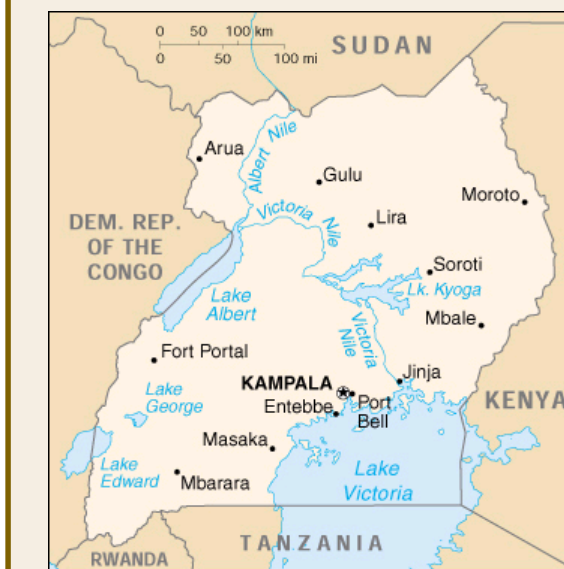 0 50 100 km
0 50 100 mi
SUDAN
Albert Nile
Arua
Gulu
Moroto
Victoria Nile
Lira
DEM. REP.
OF THE
CONGO
Soroti
Lk. Kyoga
Lake
Albert
Mbale
Victoria
Nile
Fort Portal
Jinja
KAMPALA
Port
Bell
Lake
George
Entebbe
KENYA
Masaka
Lake
Edward
Mbarara
Lake
Victoria
TANZANIA
RWANDA